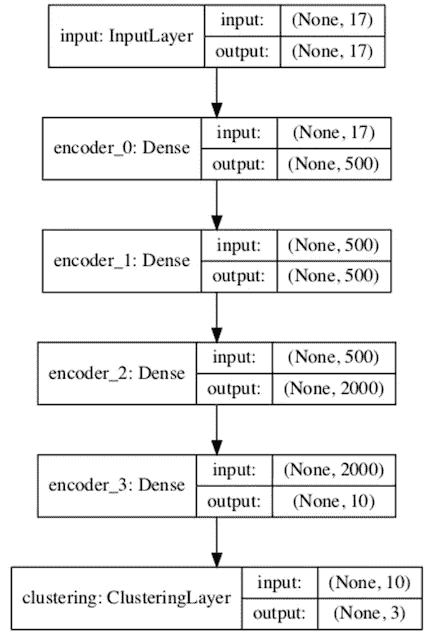 input: InputLayer
input: (None, 17)
output: (None, 17)
encoder_0: Dense
input: (None, 17)
output: (None, 500)
encoder_1: Dense
input: (None, 500)
output: (None, 500)
encoder_2: Dense
input: (None, 500)
output: (None, 2000)
encoder_3: Dense
input: (None, 2000)
output: (None, 10)
clustering: ClusteringLayer
input: (None, 10)
output: (None, 3)